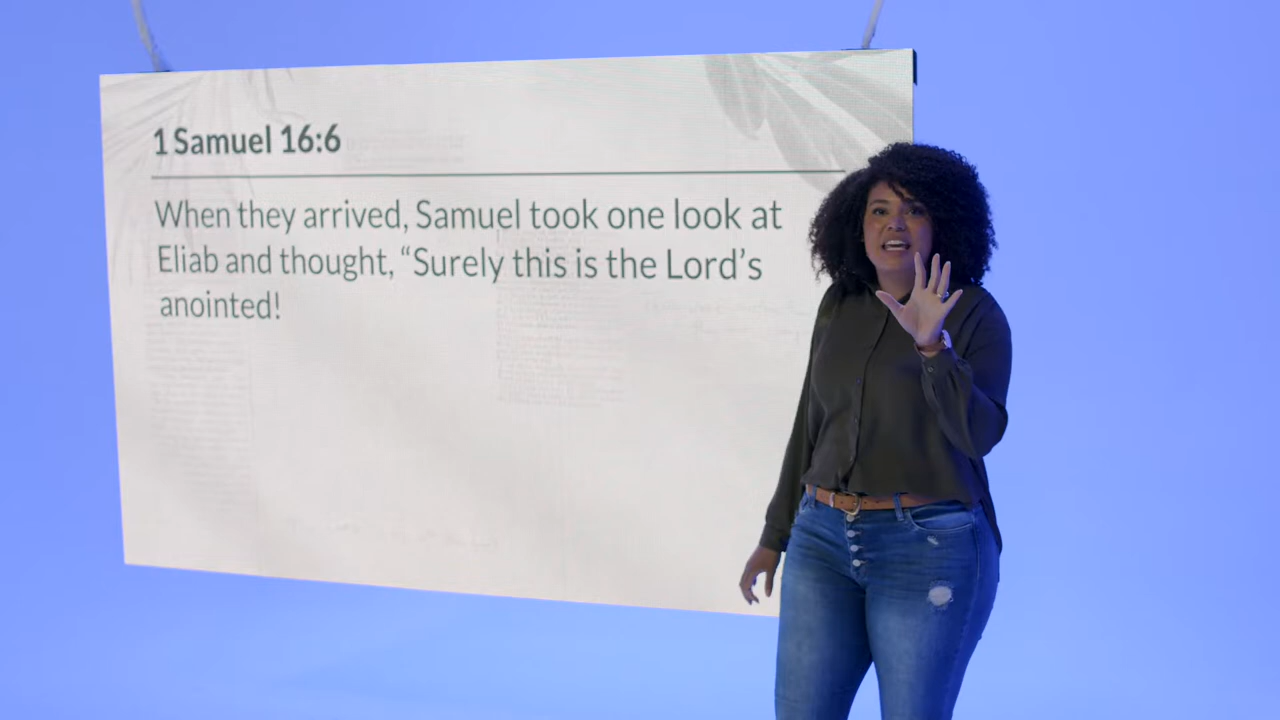 1 Samuel 16:6
When they arrived, Samuel took one look at
Eliab and thought, “Surely this is the Lord’s
anointed!